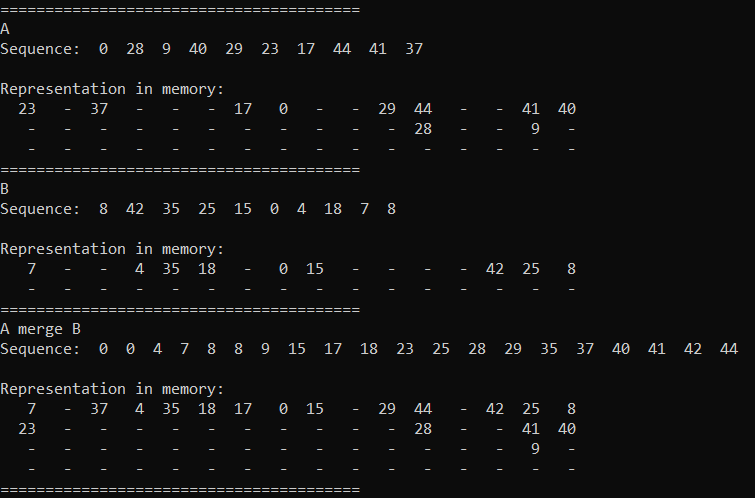 ========================================
A
Sequence:  0  28  9  40  29  23  17  44  41  37
Representation in memory:
  23   -  37   -   -   -  17   0   -   -  29  44   -   -  41  40
   -   -   -   -   -   -   -   -   -   -   -  28   -   -   9   -
   -   -   -   -   -   -   -   -   -   -   -   -   -   -   -   -
========================================
B
Sequence:  8  42  35  25  15  0  4  18  7  8
Representation in memory:
   7   -   -   4  35  18   -   0  15   -   -   -   -  42  25   8
   -   -   -   -   -   -   -   -   -   -   -   -   -   -   -   -
========================================
A merge B
Sequence:  0  0  4  7  8  8  9  15  17  18  23  25  28  29  35  37  40  41  42  44
Representation in memory:
   7   -  37   4  35  18  17   0  15   -  29  44   -  42  25   8
  23   -   -   -   -   -   -   -   -   -   -  28   -   -  41  40
   -   -   -   -   -   -   -   -   -   -   -   -   -   -   9   -
   -   -   -   -   -   -   -   -   -   -   -   -   -   -   -   -
========================================